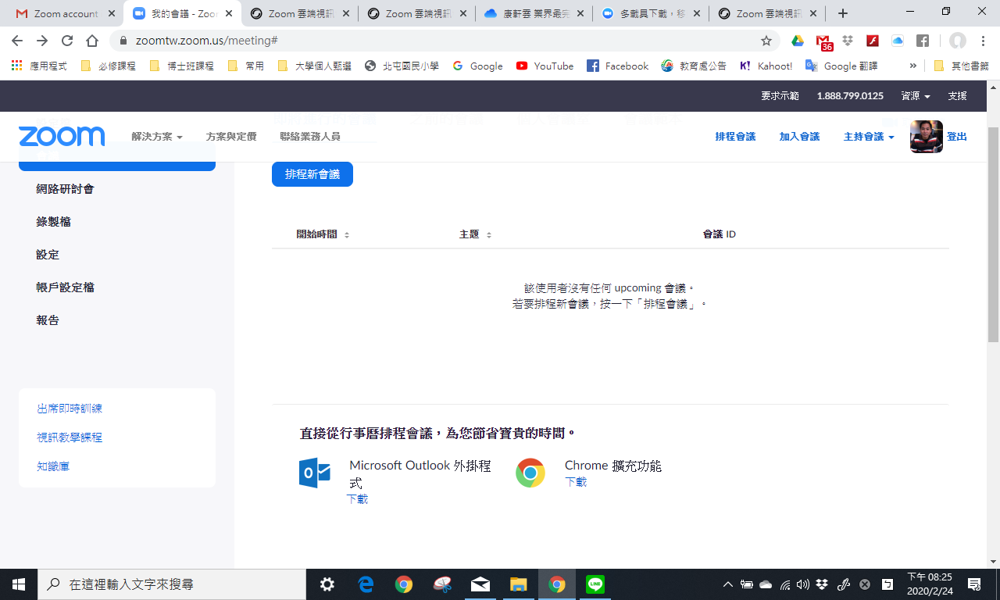 Zoom account
我的會議 - Zoo
Zoom 雲端視訊
Zoom 雲端視訊
康軒雲 業界最完
多載具下載，移
Zoom 雲端視訊
zoomtw.zoom.us/meeting#
36
應用程式
必修課程
博士班課程
常用
大學個人甄選
北屯國民小學
Google
YouTube
Facebook
教育處公告
Kahoot!
Google 翻譯
»
其他書籤
要求示範
1.888.799.0125
資源
支援
zoom
解決方案
方案與定價
聯絡業務人員
排程會議
加入會議
主持會議
登出
排程新會議
網路研討會
錄製檔
設定
帳戶設定檔
報告
開始時間
主題
會議 ID
該使用者沒有任何 upcoming 會議。
若要排程新會議，按一下「排程會議」。
出席即時訓練
視訊教學課程
知識庫
直接從行事曆排程會議，為您節省寶貴的時間。
Microsoft Outlook 外掛程
式
下載
Chrome 擴充功能
下載
在這裡輸入文字來搜尋
LINE
下午 08:25
2020/2/24